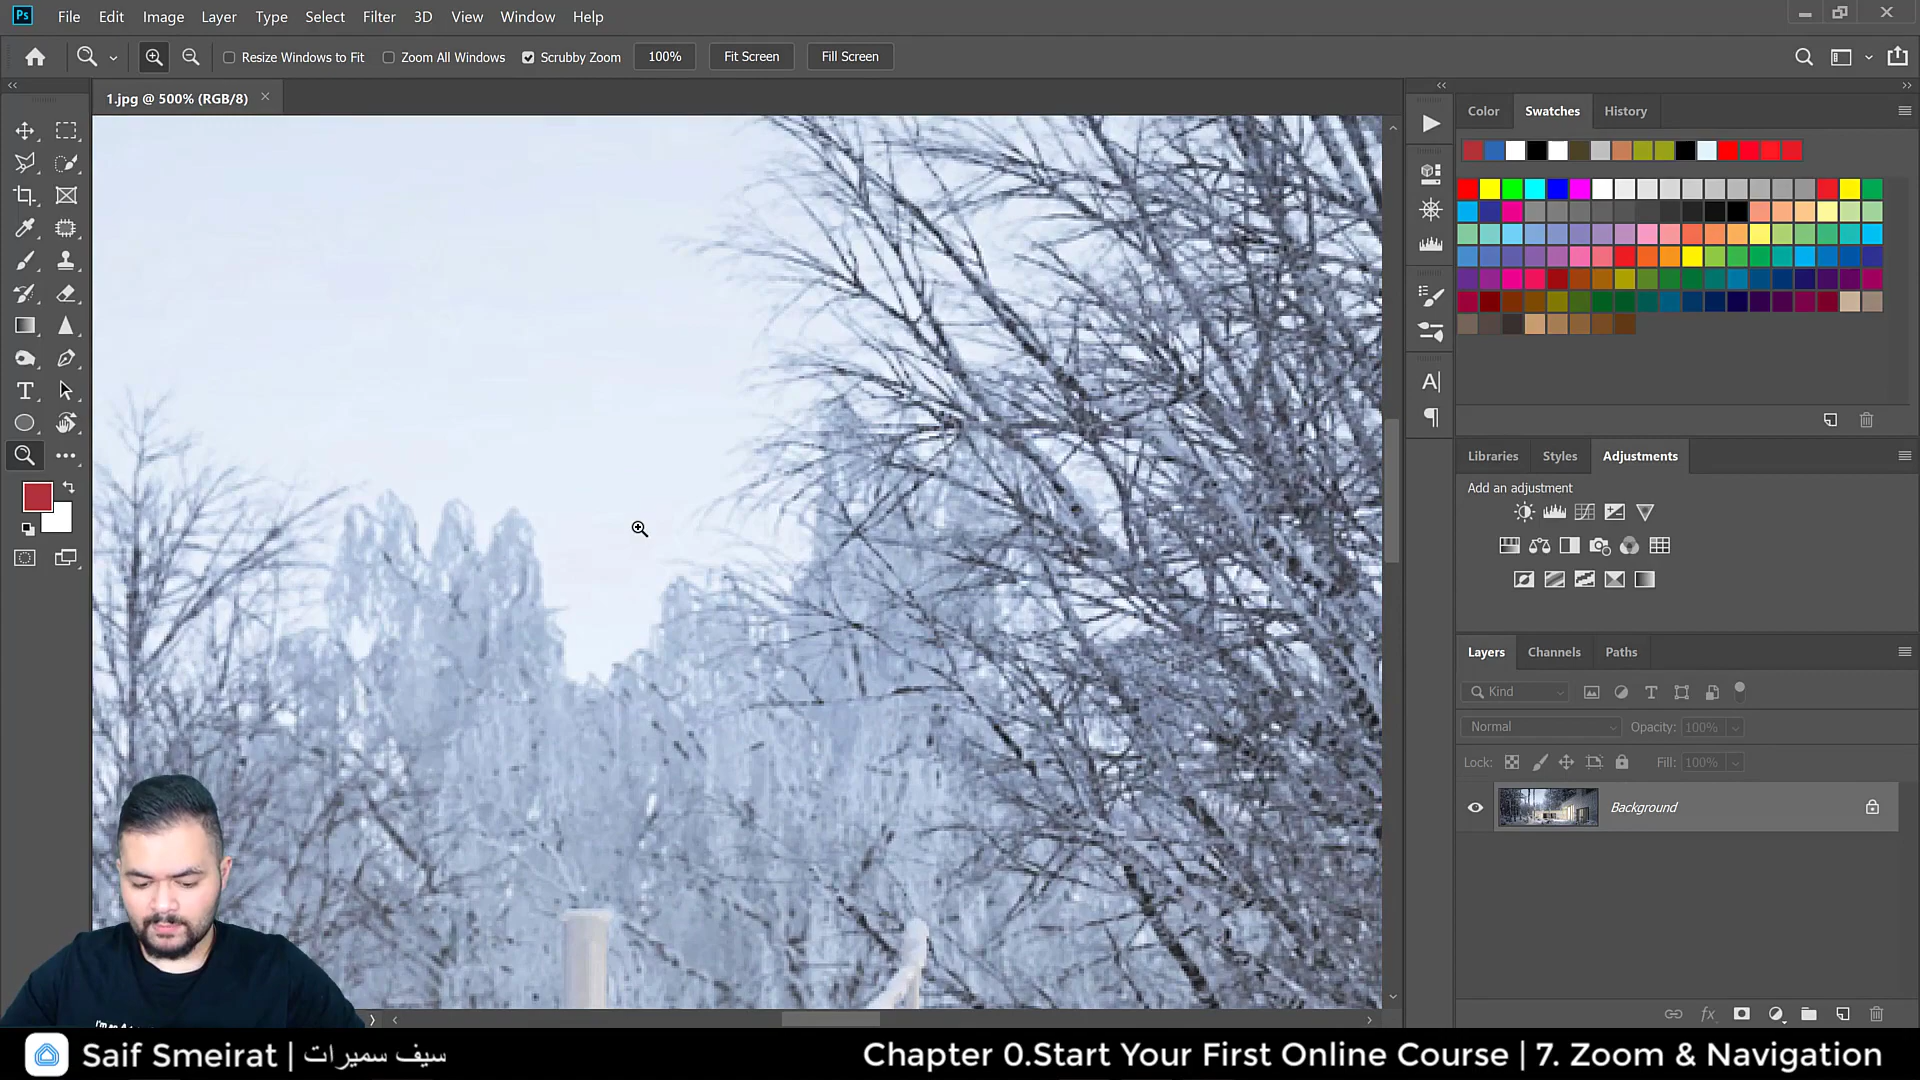 Ps File Edit Image Layer Type Select Filter 3D View Window Help
Resize Windows to Fit Zoom All Windows Scrubby Zoom 100% Fit Screen Fill Screen
1.jpg @ 500% (RGB/8)
Color Swatches History
Libraries Styles Adjustments
Add an adjustment
Layers Channels Paths
Kind
Normal Opacity: 100%
Lock: Fill: 100%
Background
Saif Smeirat | سيف سميرات
Chapter 0.Start Your First Online Course | 7. Zoom & Navigation